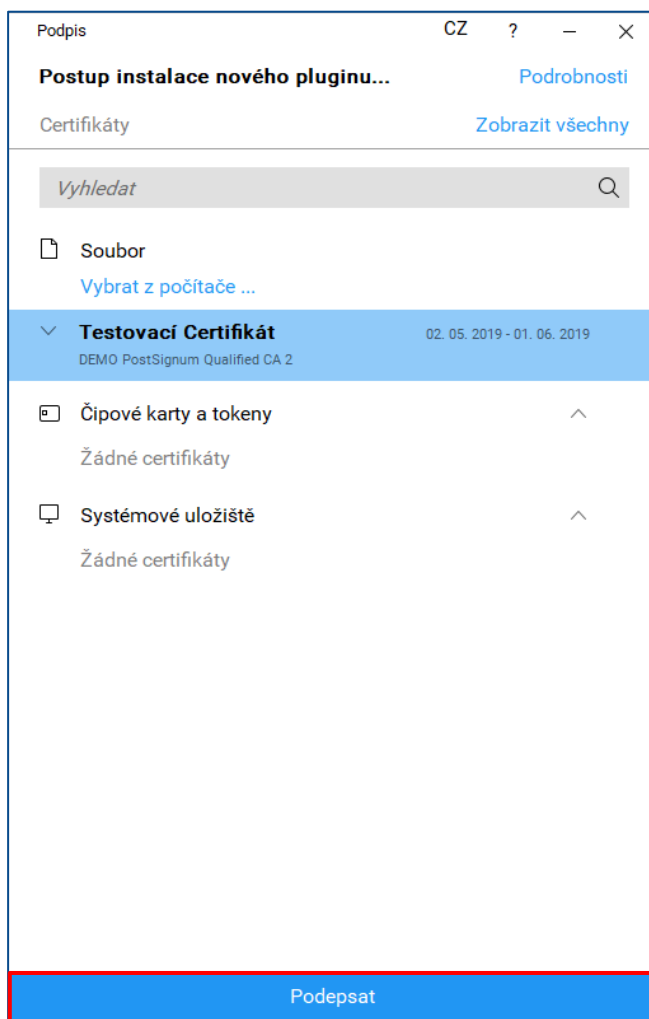 Podpis CZ ? – ×
Postup instalace nového pluginu... Podrobnosti
Certifikáty Zobrazit všechny
Vyhledat
Soubor
Vybrat z počítače ...
Testovací Certifikát 02. 05. 2019 - 01. 06. 2019
DEMO PostSignum Qualified CA 2
Čipové karty a tokeny
Žádné certifikáty
Systémové uložiště
Žádné certifikáty
Podepsat